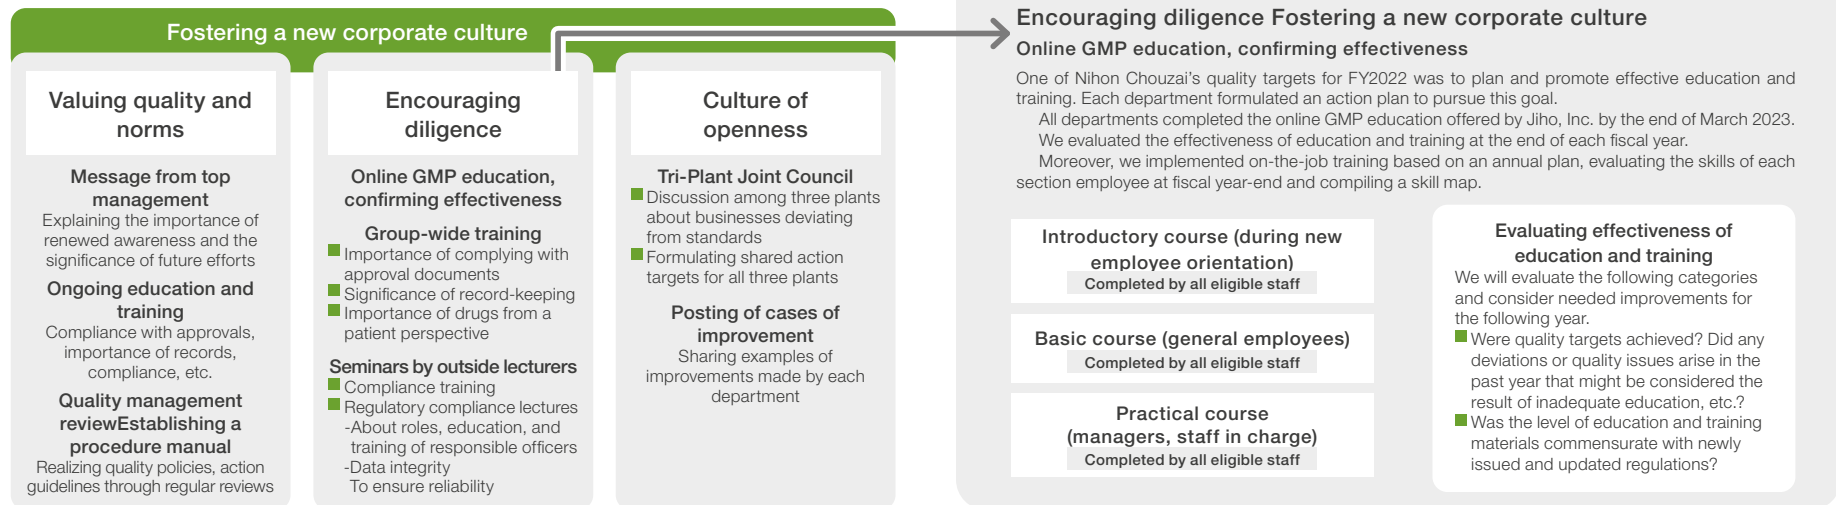 Fostering a new corporate culture
Valuing quality and
norms
Message from top
management
Explaining the importance of
renewed awareness and the
significance of future efforts
Ongoing education and
training
Compliance with approvals,
importance of records,
compliance, etc.
Quality management
reviewEstablishing a
procedure manual
Realizing quality policies, action
guidelines through regular reviews
Encouraging
diligence
Online GMP education,
confirming effectiveness
Group-wide training
Importance of complying with
approval documents
Significance of record-keeping
Importance of drugs from a
patient perspective
Seminars by outside lecturers
Compliance training
Regulatory compliance lectures
-About roles, education, and
training of responsible officers
-Data integrity
To ensure reliability
Culture of
openness
Tri-Plant Joint Council
Discussion among three plants
about businesses deviating
from standards
Formulating shared action
targets for all three plants
Posting of cases of
improvement
Sharing examples of
improvements made by each
department
Encouraging diligence Fostering a new corporate culture
Online GMP education, confirming effectiveness
One of Nihon Chouzai's quality targets for FY2022 was to plan and promote effective education and
training. Each department formulated an action plan to pursue this goal.
All departments completed the online GMP education offered by Jiho, Inc. by the end of March 2023.
We evaluated the effectiveness of education and training at the end of each fiscal year.
Moreover, we implemented on-the-job training based on an annual plan, evaluating the skills of each
section employee at fiscal year-end and compiling a skill map.
Introductory course (during new
employee orientation)
Completed by all eligible staff
Basic course (general employees)
Completed by all eligible staff
Practical course
(managers, staff in charge)
Completed by all eligible staff
Evaluating effectiveness of
education and training
We will evaluate the following categories
and consider needed improvements for
the following year.
Were quality targets achieved? Did any
deviations or quality issues arise in the
past year that might be considered the
result of inadequate education, etc.?
Was the level of education and training
materials commensurate with newly
issued and updated regulations?